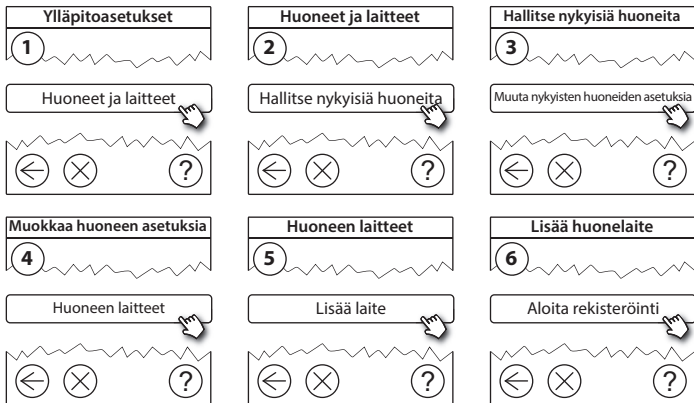 Ylläpitoasetukset
1
Huoneet ja laitteet
?
Huoneet ja laitteet
2
Hallitse nykyisiä huoneita
?
Hallitse nykyisiä huoneita
3
Muuta nykyisten huoneiden asetuksia
?
Muokkaa huoneen asetuksia
4
Huoneen laitteet
?
Huoneen laitteet
5
Lisää laite
?
Lisää huonelaite
6
Aloita rekisteröinti
?